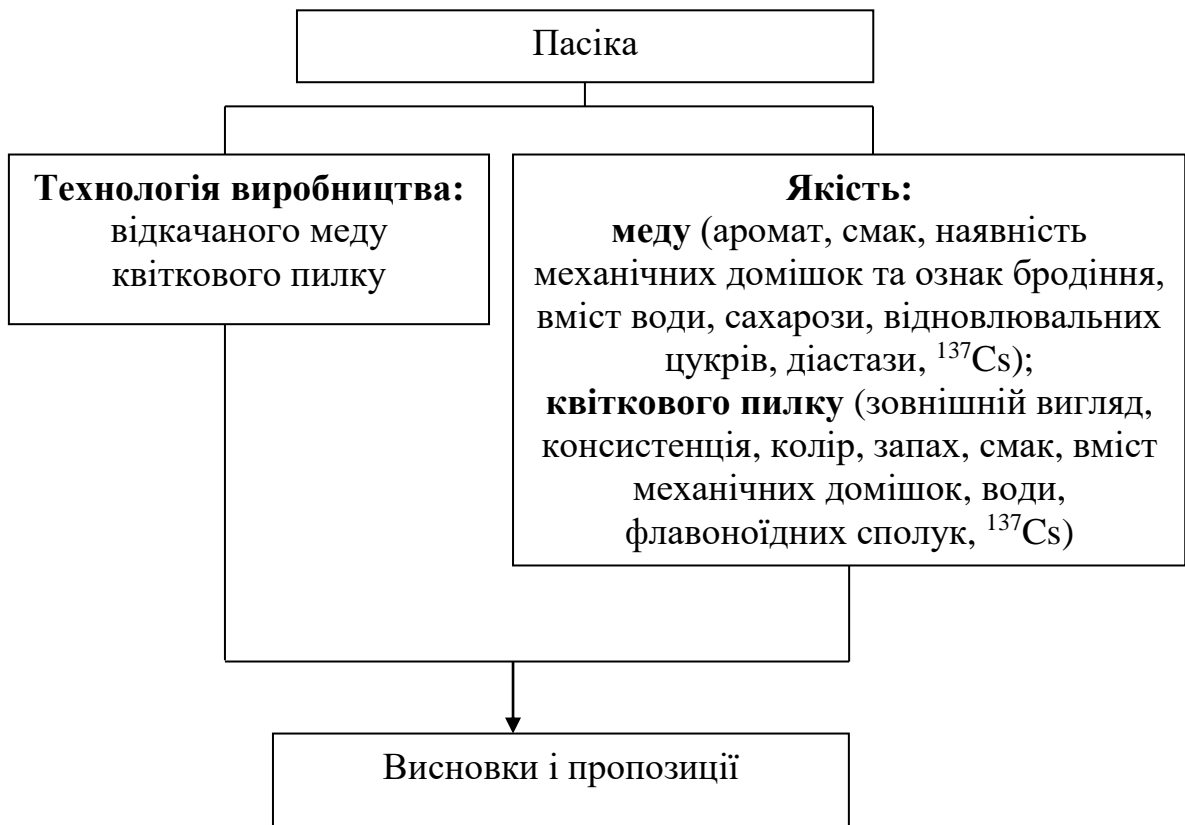 Пасіка
Технологія виробництва:
відкачаного меду
квіткового пилку
Якість:
меду (аромат, смак, наявність
механічних домішок та ознак бродіння,
вміст води, сахарози, відновлювальних
цукрів, діастази, ¹³⁷Cs);
квіткового пилку (зовнішній вигляд,
консистенція, колір, запах, смак, вміст
механічних домішок, води,
флавоноїдних сполук, ¹³⁷Cs)
Висновки і пропозиції